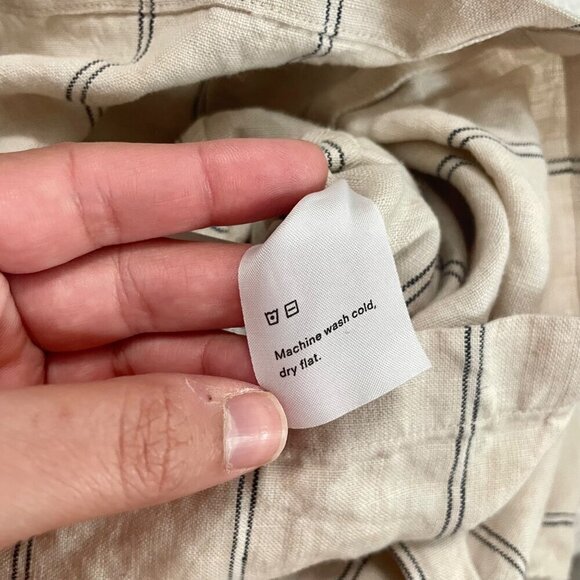 Machine wash cold,
dry flat.